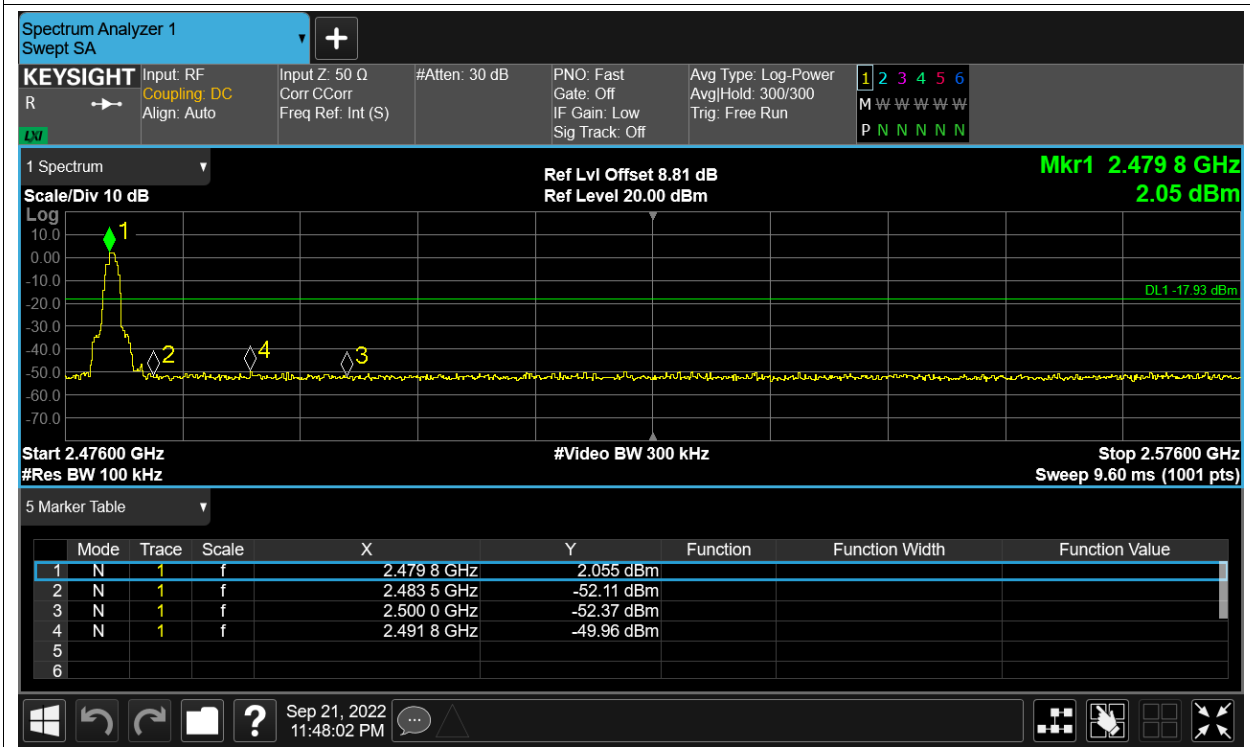 Spectrum Analyzer 1
Swept SA
+
KEYSIGHT Input: RF Input Z: 50 Ω #Atten: 30 dB PNO: Fast Avg Type: Log-Power 1 2 3 4 5 6
R Coupling: DC Corr CCorr Gate: Off Avg|Hold: 300/300 M W W W W W W
Align: Auto Freq Ref: Int (S) IF Gain: Low Trig: Free Run
LXI Sig Track: Off P N N N N N N
1 Spectrum Ref Lvl Offset 8.81 dB Mkr1 2.479 8 GHz
Scale/Div 10 dB Ref Level 20.00 dBm 2.05 dBm
Log
10.0 1
0.00
-10.0
DL1 -17.93 dBm
-20.0
-30.0
-40.0 2 4 3
-50.0
-60.0
-70.0
Start 2.47600 GHz #Video BW 300 kHz Stop 2.57600 GHz
#Res BW 100 kHz Sweep 9.60 ms (1001 pts)
5 Marker Table
Mode Trace Scale X Y Function Function Width Function Value
1 N 1 f 2.479 8 GHz 2.055 dBm
2 N 1 f 2.483 5 GHz -52.11 dBm
3 N 1 f 2.500 0 GHz -52.37 dBm
4 N 1 f 2.491 8 GHz -49.96 dBm
5
6
? Sep 21, 2022
11:48:02 PM